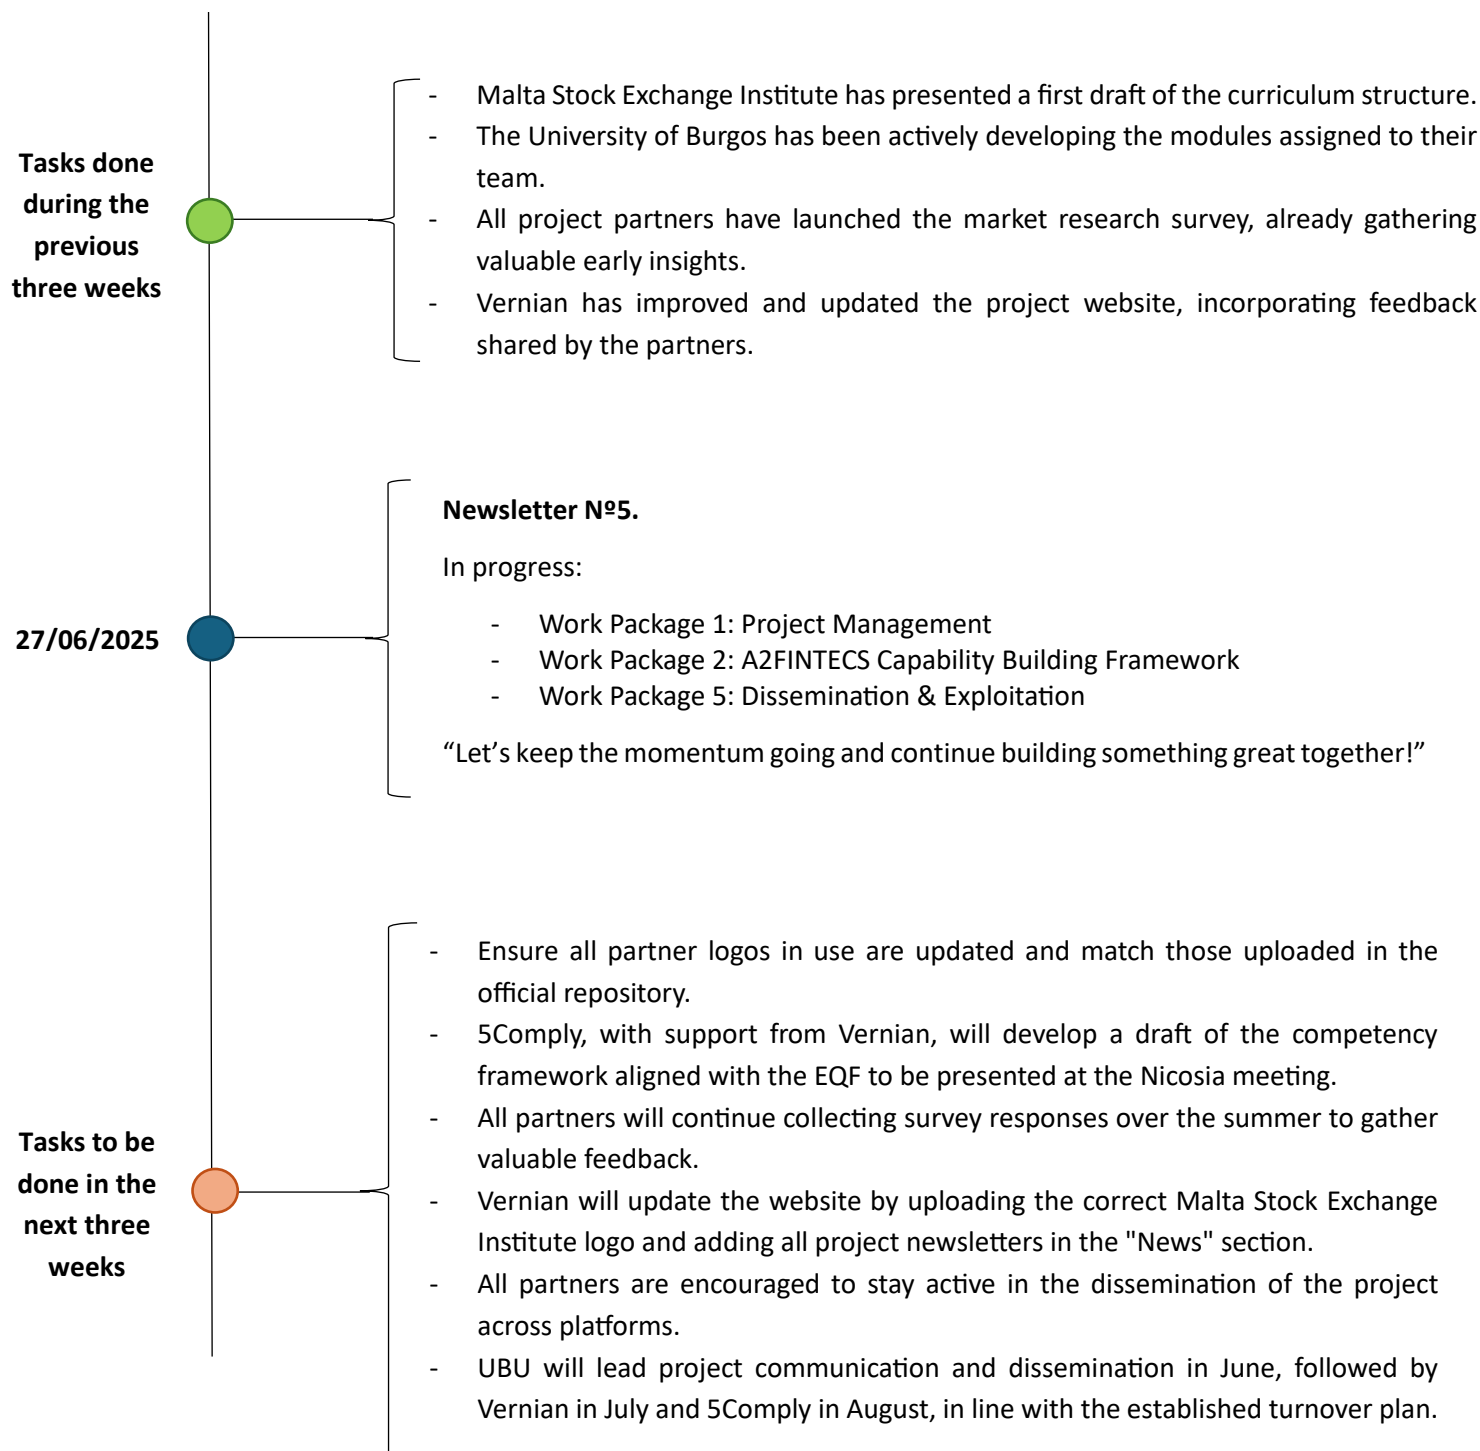 Tasks done
during the
previous
three weeks
- Malta Stock Exchange Institute has presented a first draft of the curriculum structure.
- The University of Burgos has been actively developing the modules assigned to their
team.
- All project partners have launched the market research survey, already gathering
valuable early insights.
- Vernian has improved and updated the project website, incorporating feedback
shared by the partners.
27/06/2025
Newsletter Nº5.
In progress:
- Work Package 1: Project Management
- Work Package 2: A2FINTECS Capability Building Framework
- Work Package 5: Dissemination & Exploitation
“Let’s keep the momentum going and continue building something great together!”
Tasks to be
done in the
next three
weeks
- Ensure all partner logos in use are updated and match those uploaded in the
official repository.
- 5Comply, with support from Vernian, will develop a draft of the competency
framework aligned with the EQF to be presented at the Nicosia meeting.
- All partners will continue collecting survey responses over the summer to gather
valuable feedback.
- Vernian will update the website by uploading the correct Malta Stock Exchange
Institute logo and adding all project newsletters in the "News" section.
- All partners are encouraged to stay active in the dissemination of the project
across platforms.
- UBU will lead project communication and dissemination in June, followed by
Vernian in July and 5Comply in August, in line with the established turnover plan.